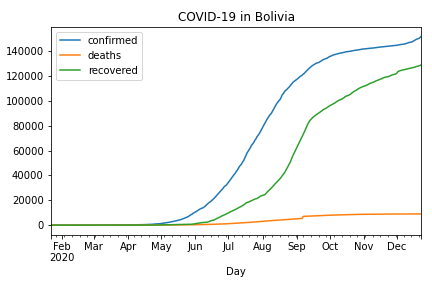 COVID-19 in Bolivia
confirmed
deaths
recovered
140000
120000
100000
80000
60000
40000
20000
0
Feb Mar Apr May Jun Jul Aug Sep Oct Nov Dec
2020
Day